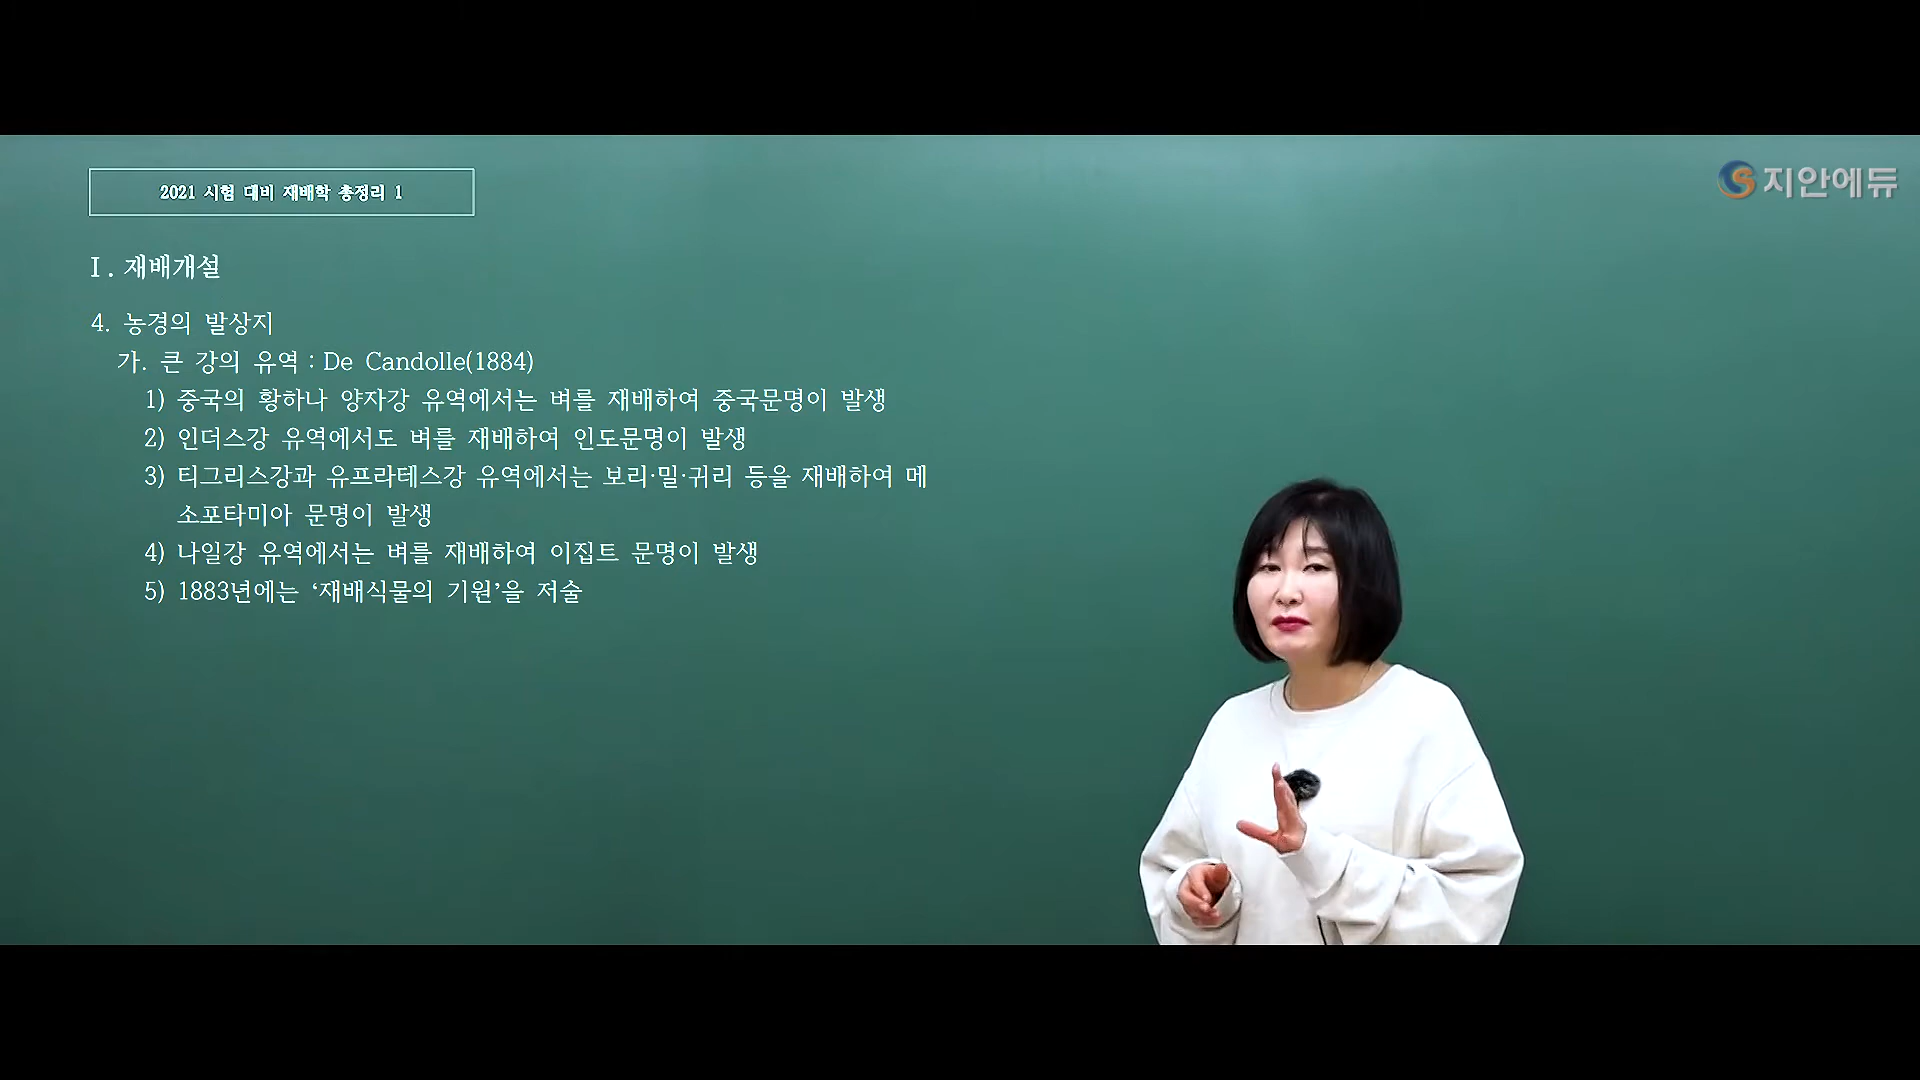 2021 시험 대비 재배학 총정리 1
지안에듀
Ⅰ. 재배개설
4. 농경의 발상지
가. 큰 강의 유역 : De Candolle(1884)
1) 중국의 황하나 양자강 유역에서는 벼를 재배하여 중국문명이 발생
2) 인더스강 유역에서도 벼를 재배하여 인도문명이 발생
3) 티그리스강과 유프라테스강 유역에서는 보리·밀·귀리 등을 재배하여 메
소포타미아 문명이 발생
4) 나일강 유역에서는 벼를 재배하여 이집트 문명이 발생
5) 1883년에는 ‘재배식물의 기원’을 저술